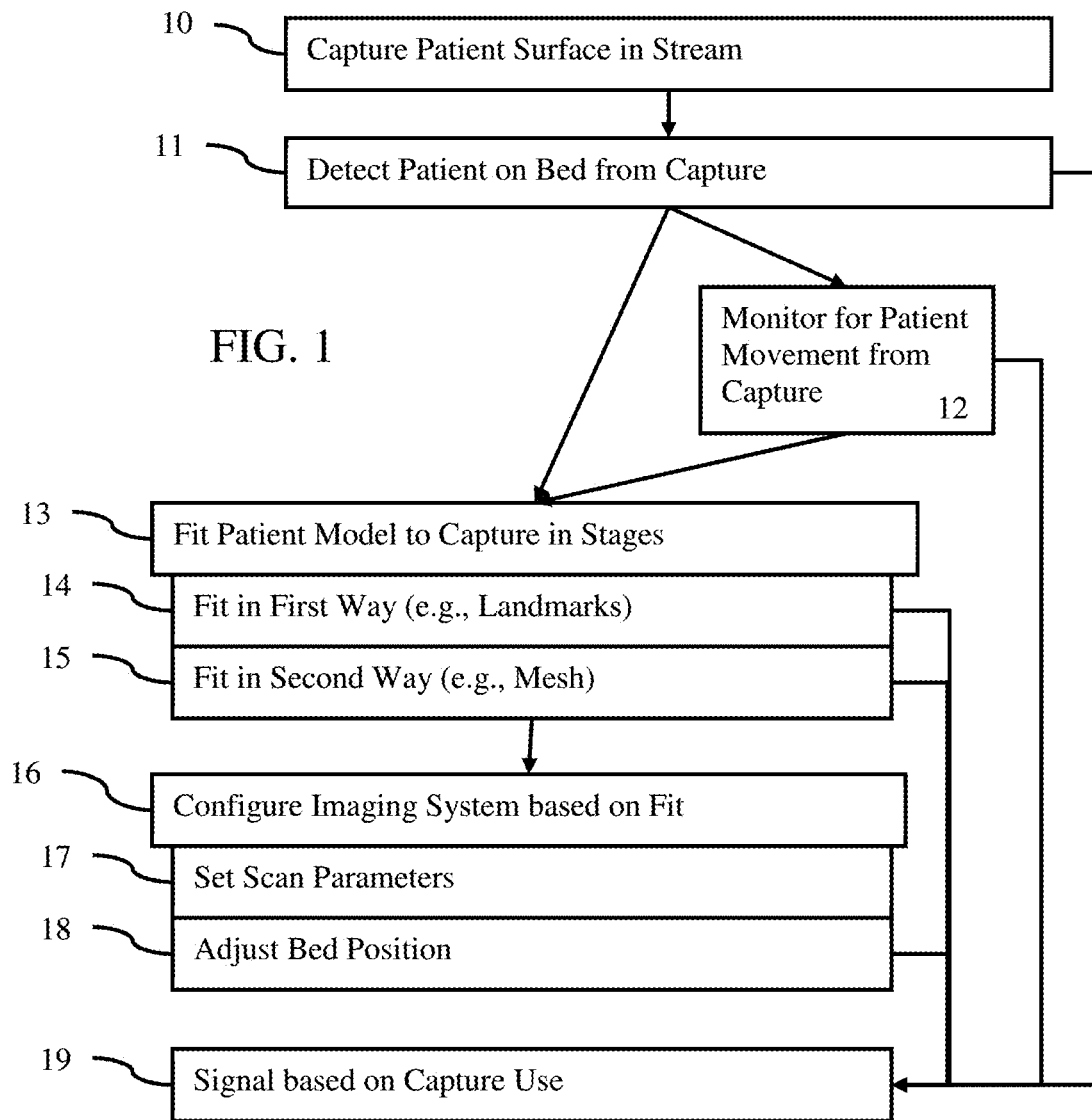 10
Capture Patient Surface in Stream
11
Detect Patient on Bed from Capture
FIG. 1
Monitor for Patient
Movement from
Capture
12
13
Fit Patient Model to Capture in Stages
14
Fit in First Way (e.g., Landmarks)
15
Fit in Second Way (e.g., Mesh)
16
Configure Imaging System based on Fit
17
Set Scan Parameters
18
Adjust Bed Position
19
Signal based on Capture Use